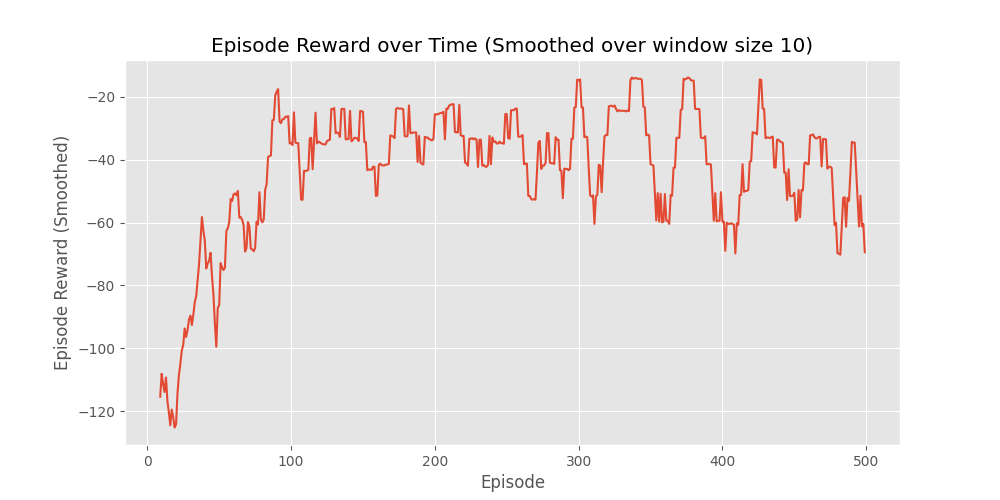 Episode Reward over Time (Smoothed over window size 10)
Episode Reward (Smoothed)
−20
−40
−60
−80
−100
−120
0 100 200 300 400 500
Episode